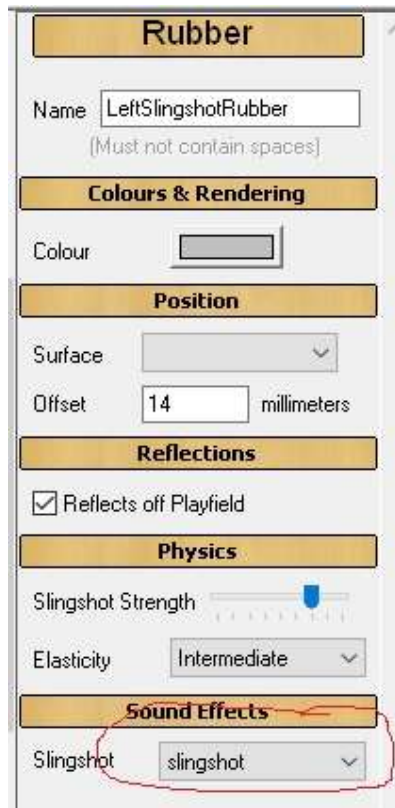 Rubber
Name LeftSlingshotRubber
(Must not contain spaces)
Colours & Rendering
Colour
Position
Surface
Offset 14 millimeters
Reflections
Reflects off Playfield
Physics
Slingshot Strength
Elasticity Intermediate
Sound Effects
Slingshot slingshot